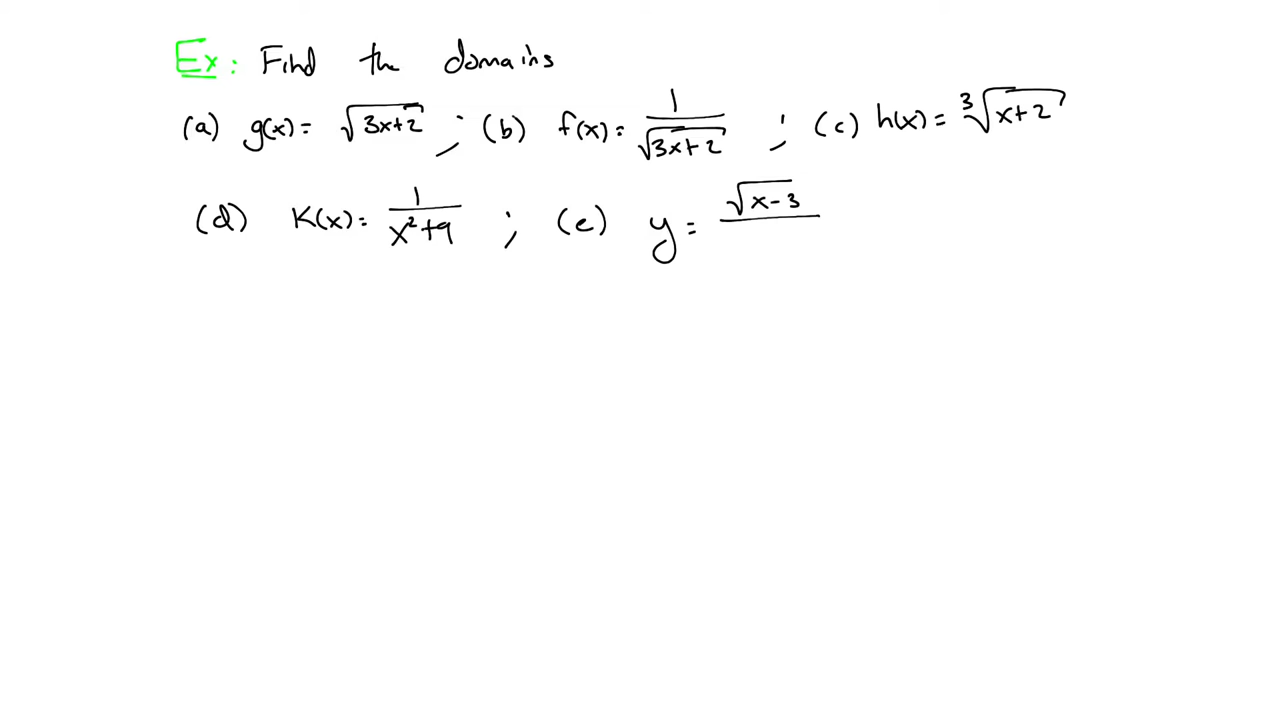 Ex: Find the domains
(a) g(x) = √(3x+2) ; (b) f(x) = 1/√(3x+2) ; (c) h(x) = ∛(x+2)
(d) K(x) = 1/(x²+9) ; (e) y = √(x-3)/